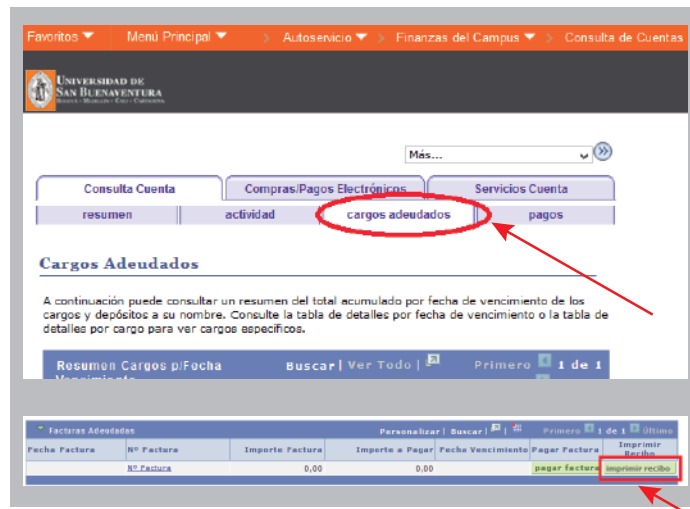 Favoritos Menú Principal > Autoservicio > Finanzas del Campus > Consulta de Cuentas
UNIVERSIDAD DE
SAN BUENAVENTURA
BOGOTÁ - MEDELLÍN - CALI - CARTAGENA
Más...
Consulta Cuenta Compras/Pagos Electrónicos Servicios Cuenta
resumen actividad cargos adeudados pagos
Cargos Adeudados
A continuación puede consultar un resumen del total acumulado por fecha de vencimiento de los
cargos y depósitos a su nombre. Consulte la tabla de detalles por fecha de vencimiento o la tabla de
detalles por cargo para ver cargos específicos.
Resumen Cargos p/Fecha Buscar | Ver Todo | Primero 1 de 1
Vencimiento
Facturas Adeudadas Personalizar | Buscar | | Primero 1 de 1 Último
Fecha Factura Nº Factura Importe Factura Importe a Pagar Fecha Vencimiento Pagar Factura Imprimir
Recibo
Nº Factura 0,00 0,00 pagar factura imprimir recibo